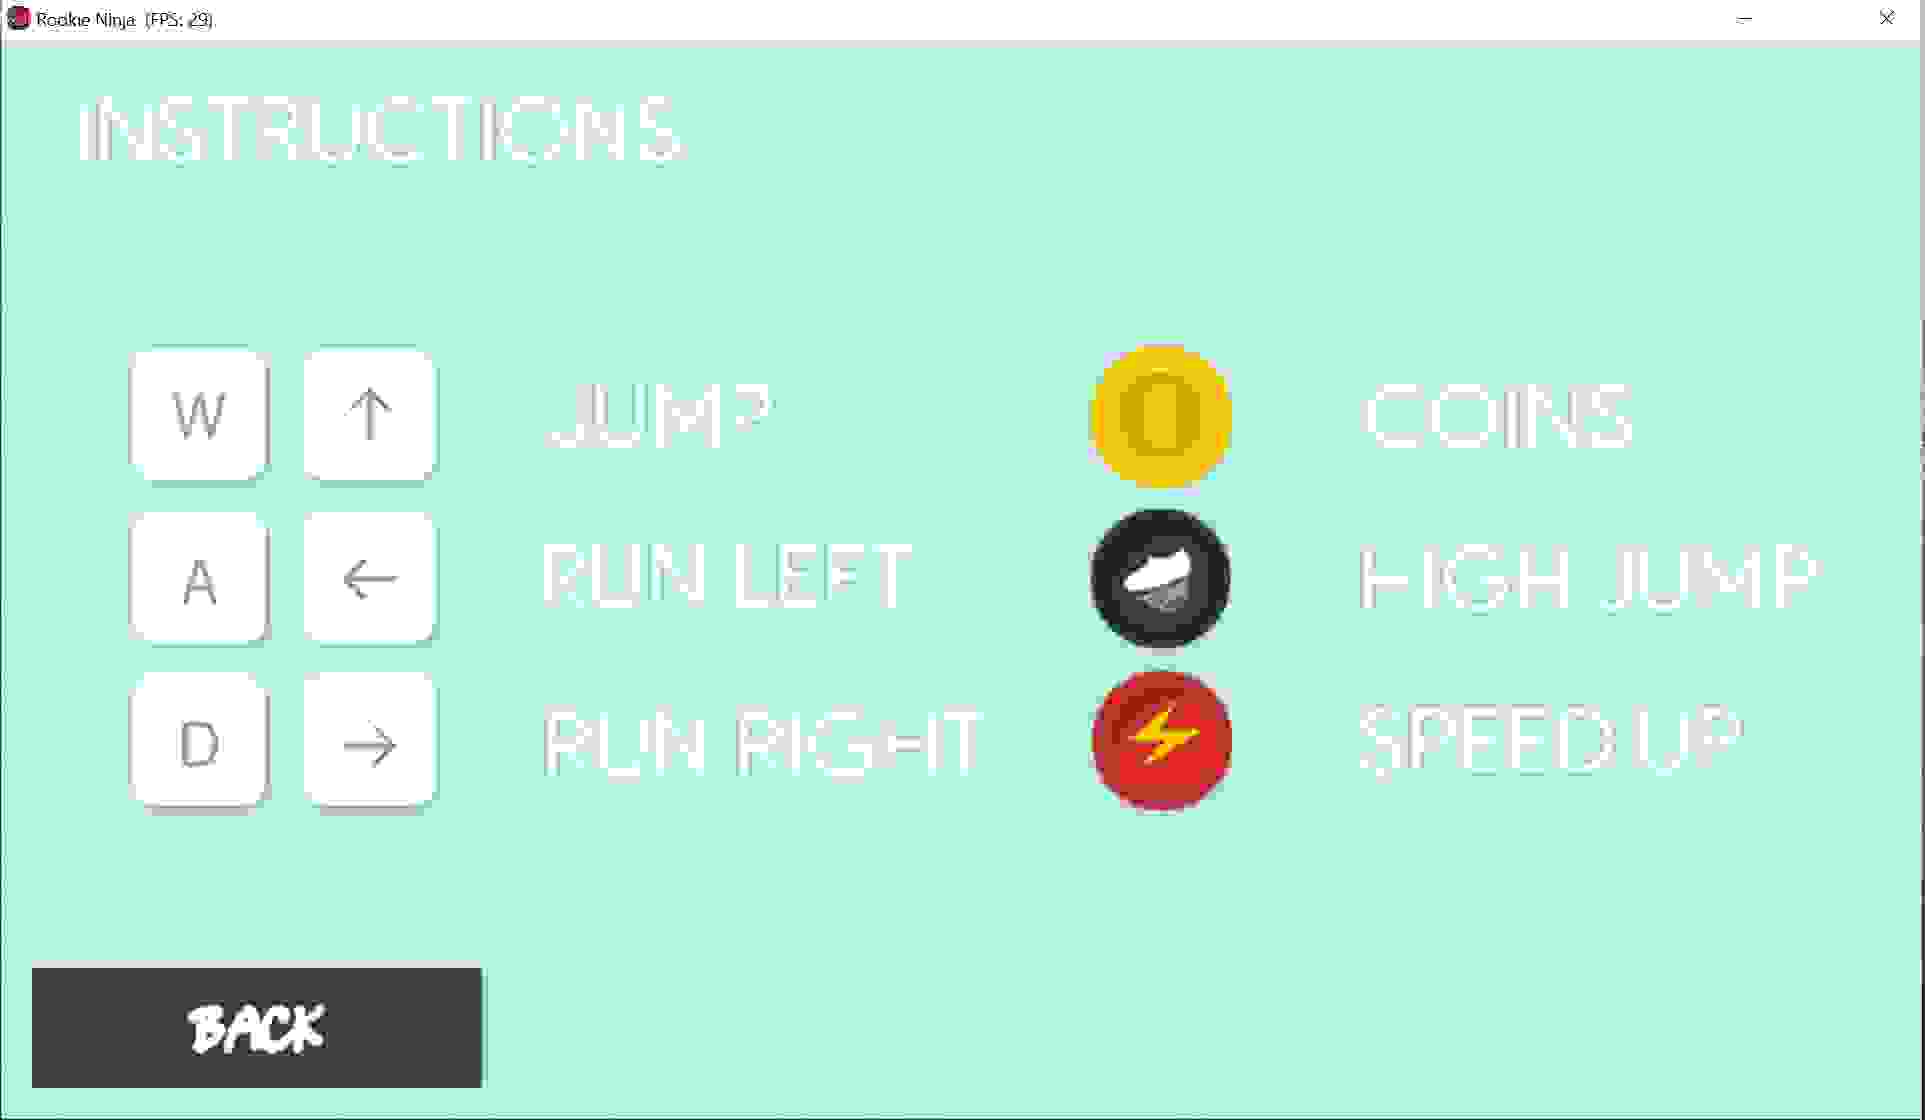 Rookie Ninja (FPS: 29)
INSTRUCTIONS
W ↑ JUMP
COINS
A ← RUN LEFT
HIGH JUMP
D → RUN RIGHT
SPEED UP
BACK